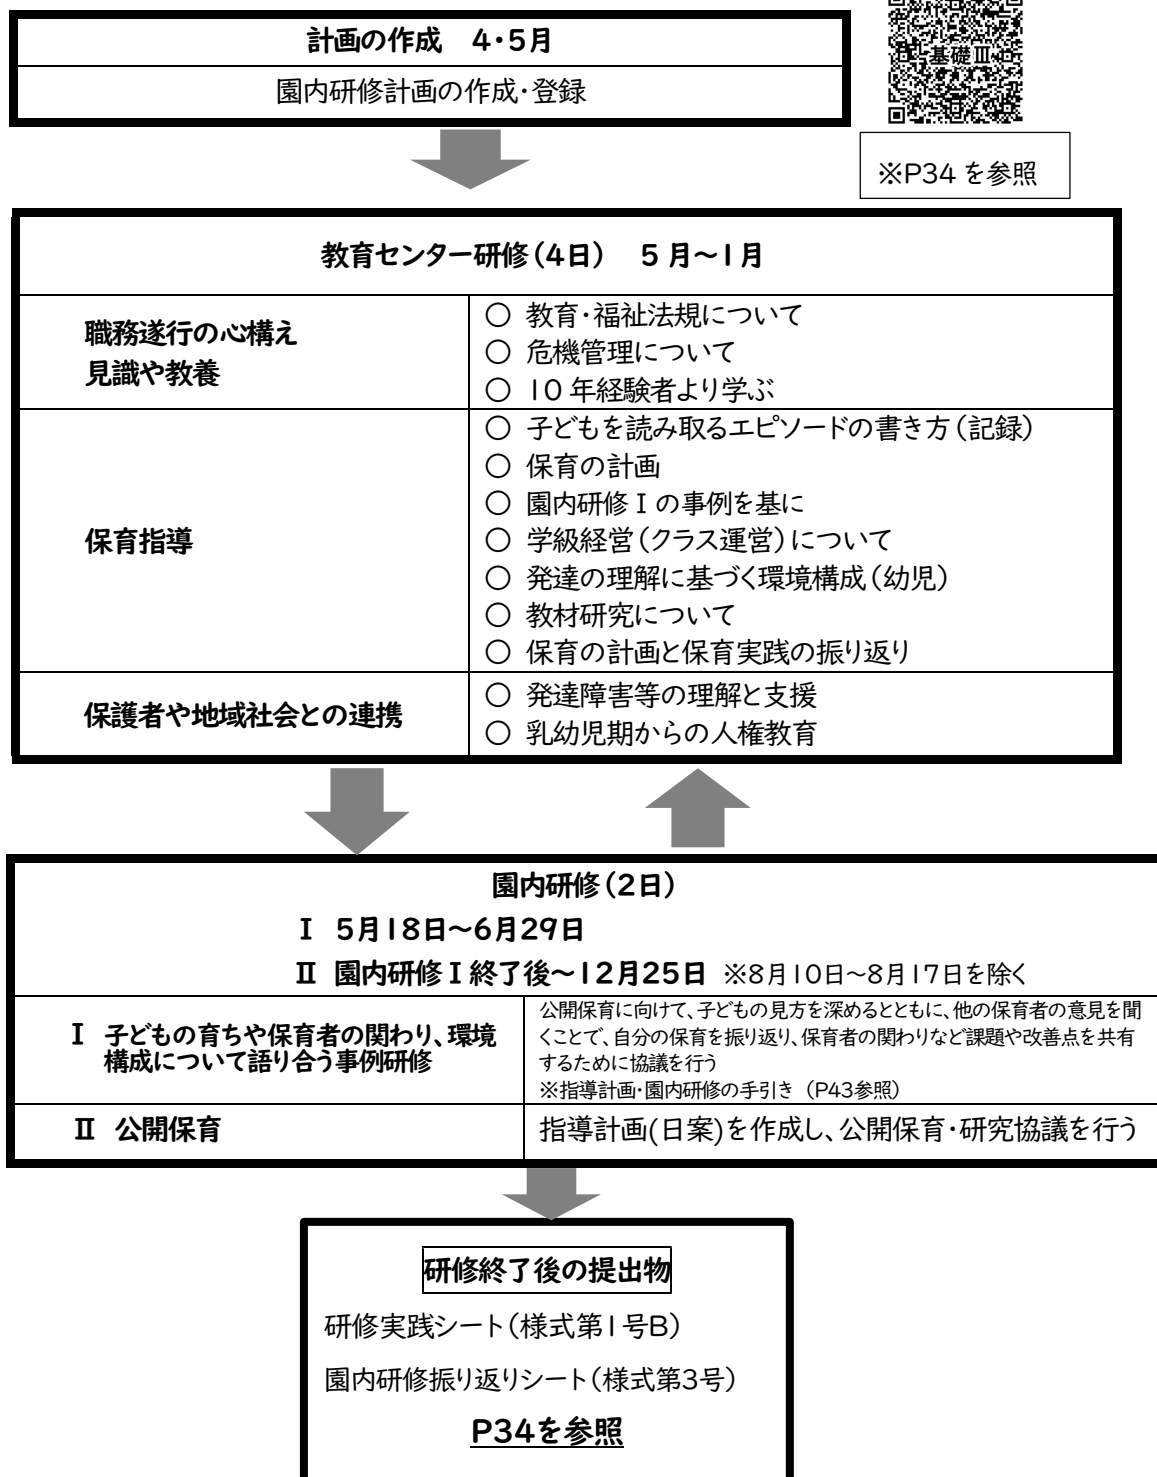 計画の作成　4・5月
園内研修計画の作成・登録
基礎Ⅲ
※P34 を参照
教育センター研修(4日)　5 月～1月
職務遂行の心構え
見識や教養
○ 教育・福祉法規について
○ 危機管理について
○ 10 年経験者より学ぶ
保育指導
○ 子どもを読み取るエピソードの書き方(記録)
○ 保育の計画
○ 園内研修Ⅰの事例を基に
○ 学級経営(クラス運営)について
○ 発達の理解に基づく環境構成(幼児)
○ 教材研究について
○ 保育の計画と保育実践の振り返り
保護者や地域社会との連携
○ 発達障害等の理解と支援
○ 乳幼児期からの人権教育
園内研修(2日)
Ⅰ 5月18日～6月29日
Ⅱ 園内研修Ⅰ終了後～12月25日 ※8月10日～8月17日を除く
Ⅰ 子どもの育ちや保育者の関わり、環境
構成について語り合う事例研修
公開保育に向けて、子どもの見方を深めるとともに、他の保育者の意見を聞
くことで、自分の保育を振り返り、保育者の関わりなど課題や改善点を共有
するために協議を行う
※指導計画・園内研修の手引き (P43参照)
Ⅱ 公開保育
指導計画(日案)を作成し、公開保育・研究協議を行う
研修終了後の提出物
研修実践シート(様式第1号B)
園内研修振り返りシート(様式第3号)
P34を参照